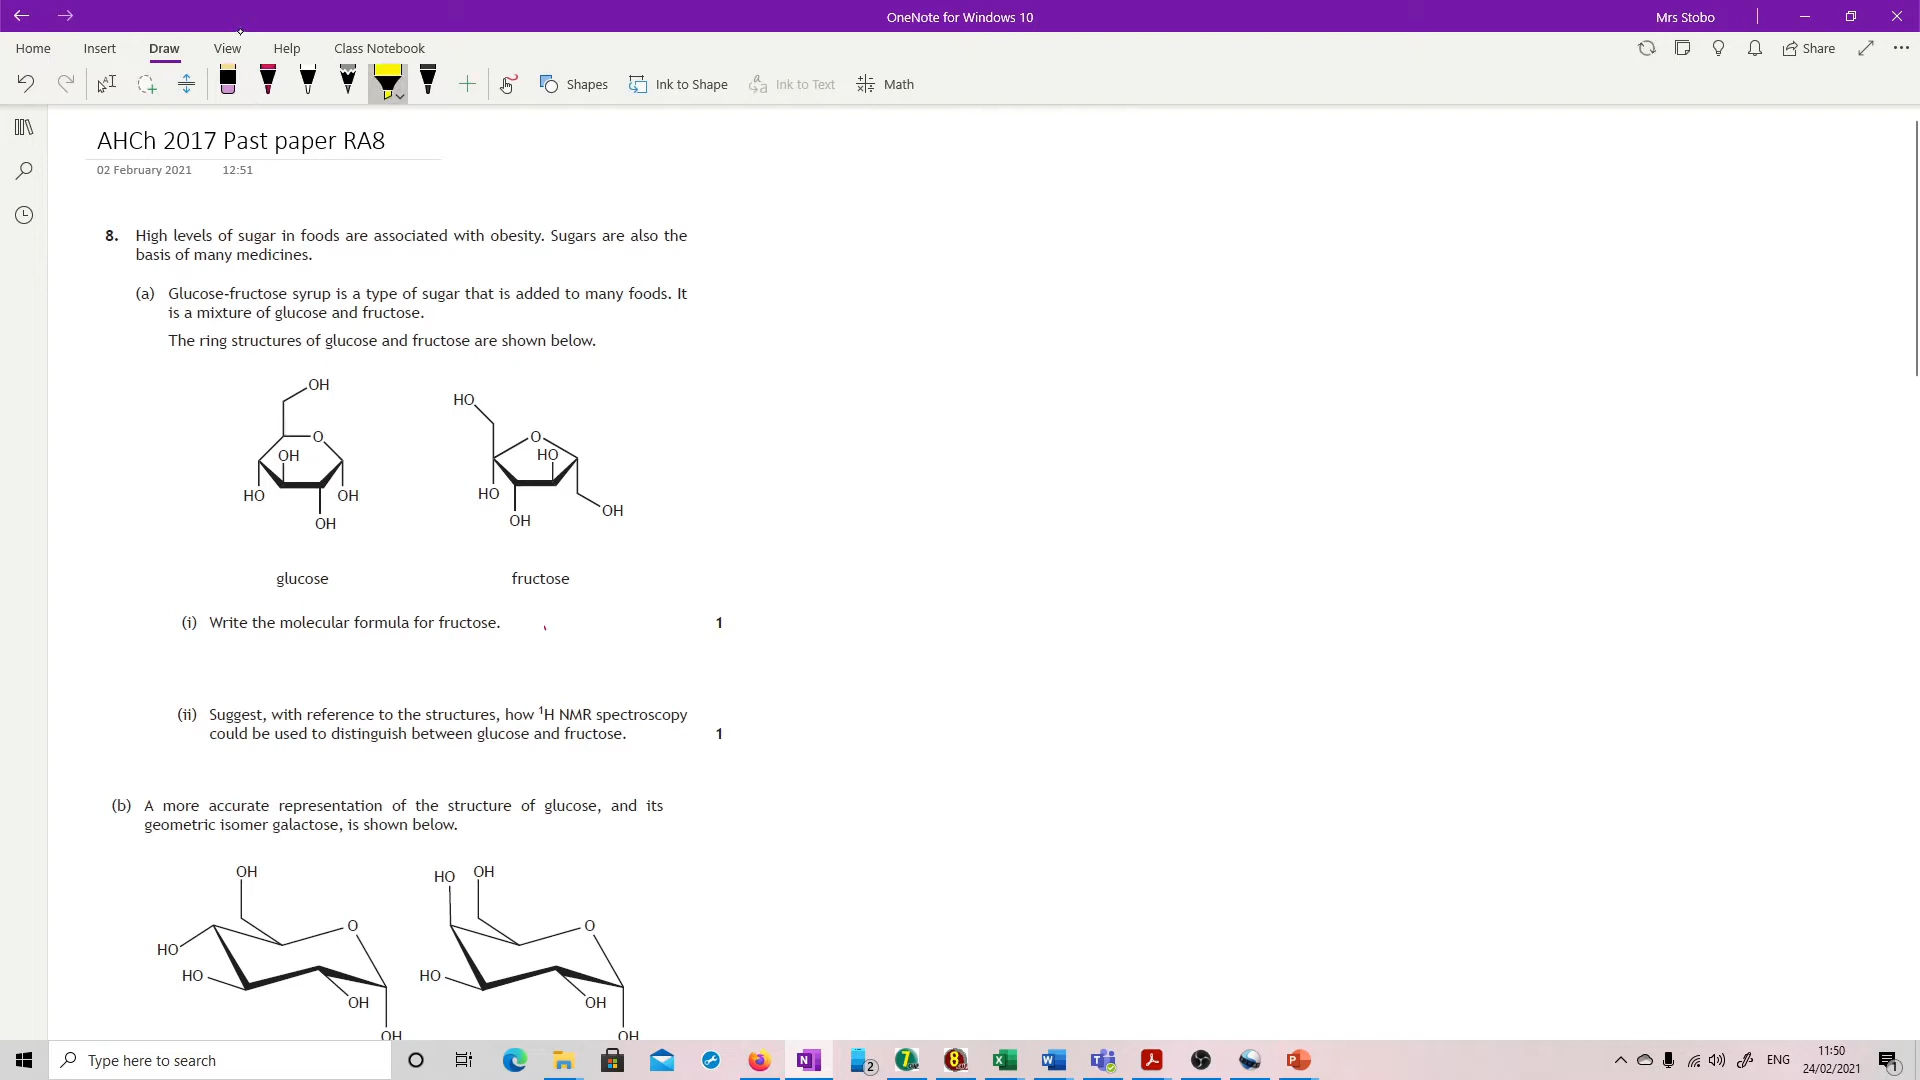 OneNote for Windows 10
Mrs Stobo
Home Insert Draw View Help Class Notebook
Share
Shapes Ink to Shape Ink to Text Math
AHCh 2017 Past paper RA8
02 February 2021 12:51
8. High levels of sugar in foods are associated with obesity. Sugars are also the
basis of many medicines.
(a) Glucose-fructose syrup is a type of sugar that is added to many foods. It
is a mixture of glucose and fructose.
The ring structures of glucose and fructose are shown below.
OH
O
OH
HO OH
OH
HO
O
HO
HO
OH
OH
glucose fructose
(i) Write the molecular formula for fructose. 1
(ii) Suggest, with reference to the structures, how ¹H NMR spectroscopy
could be used to distinguish between glucose and fructose. 1
(b) A more accurate representation of the structure of glucose, and its
geometric isomer galactose, is shown below.
OH
O
HO
HO
OH
OH
HO OH
O
HO
OH
OH
Type here to search
2
7
8
ENG
11:50
24/02/2021
1